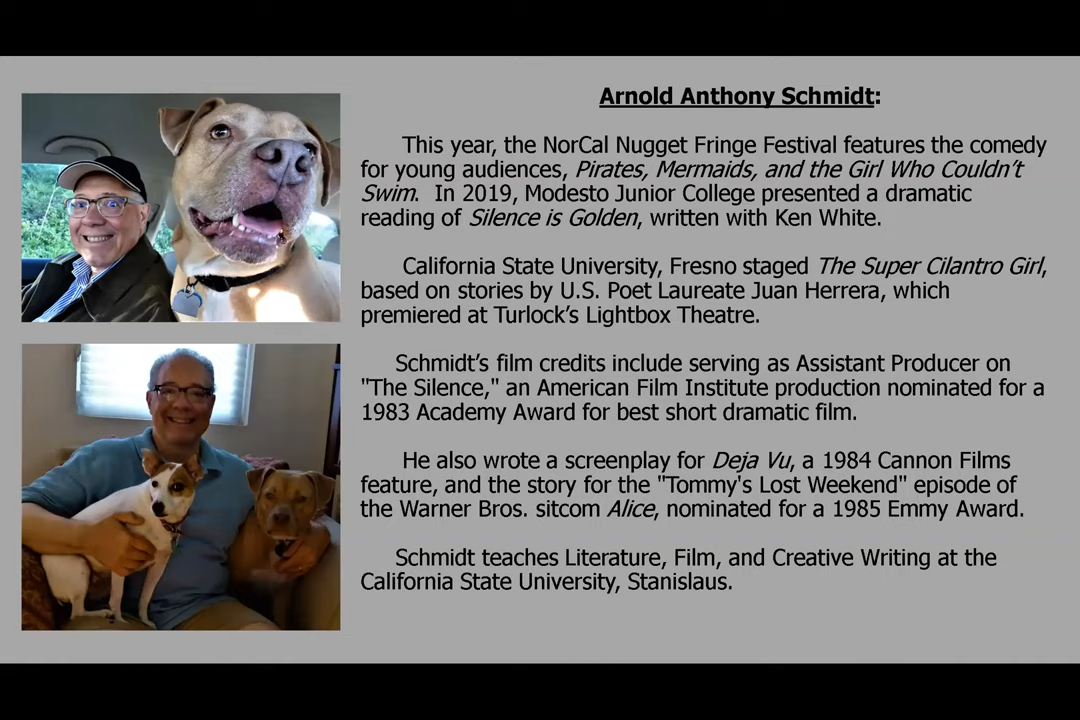 Arnold Anthony Schmidt:
This year, the NorCal Nugget Fringe Festival features the comedy
for young audiences, Pirates, Mermaids, and the Girl Who Couldn't
Swim. In 2019, Modesto Junior College presented a dramatic
reading of Silence is Golden, written with Ken White.
California State University, Fresno staged The Super Cilantro Girl,
based on stories by U.S. Poet Laureate Juan Herrera, which
premiered at Turlock's Lightbox Theatre.
Schmidt's film credits include serving as Assistant Producer on
"The Silence," an American Film Institute production nominated for a
1983 Academy Award for best short dramatic film.
He also wrote a screenplay for Deja Vu, a 1984 Cannon Films
feature, and the story for the "Tommy's Lost Weekend" episode of
the Warner Bros. sitcom Alice, nominated for a 1985 Emmy Award.
Schmidt teaches Literature, Film, and Creative Writing at the
California State University, Stanislaus.